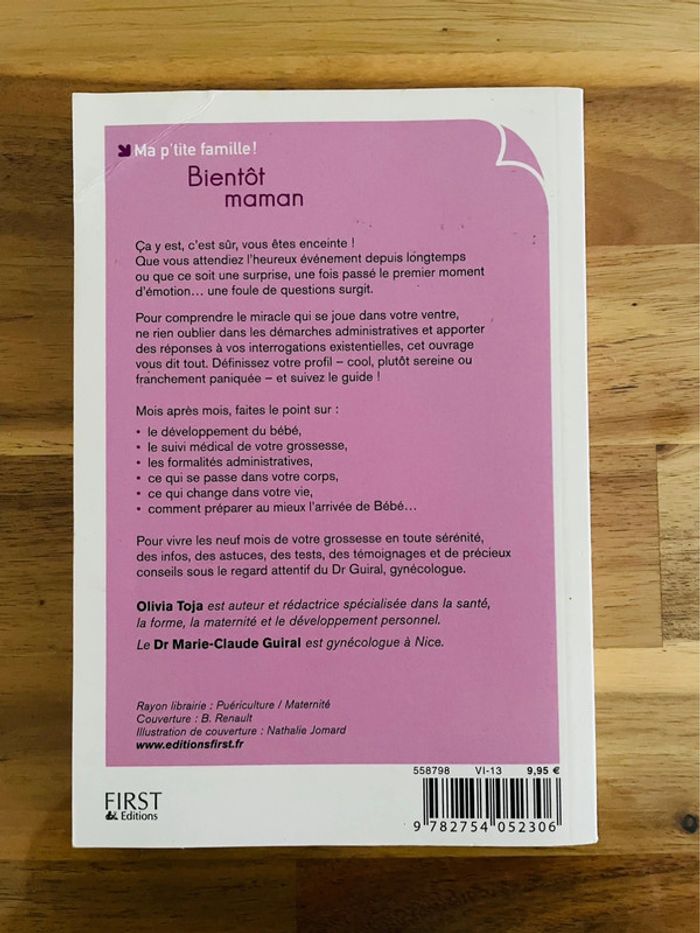 Ma p'tite famille!
Bientôt
maman
Ça y est, c'est sûr, vous êtes enceinte !
Que vous attendiez l'heureux événement depuis longtemps
ou que ce soit une surprise, une fois passé le premier moment
d'émotion… une foule de questions surgit.
Pour comprendre le miracle qui se joue dans votre ventre,
ne rien oublier dans les démarches administratives et apporter
des réponses à vos interrogations existentielles, cet ouvrage
vous dit tout. Définissez votre profil – cool, plutôt sereine ou
franchement paniquée – et suivez le guide !
Mois après mois, faites le point sur :
• le développement du bébé,
• le suivi médical de votre grossesse,
• les formalités administratives,
• ce qui se passe dans votre corps,
• ce qui change dans votre vie,
• comment préparer au mieux l'arrivée de Bébé…
Pour vivre les neuf mois de votre grossesse en toute sérénité,
des infos, des astuces, des tests, des témoignages et de précieux
conseils sous le regard attentif du Dr Guiral, gynécologue.
Olivia Toja est auteur et rédactrice spécialisée dans la santé,
la forme, la maternité et le développement personnel.
Le Dr Marie-Claude Guiral est gynécologue à Nice.
Rayon librairie : Puériculture / Maternité
Couverture : B. Renault
Illustration de couverture : Nathalie Jomard
www.editionsfirst.fr
558798 VI-13 9,95 €
FIRST
& Editions
9 782754 052306